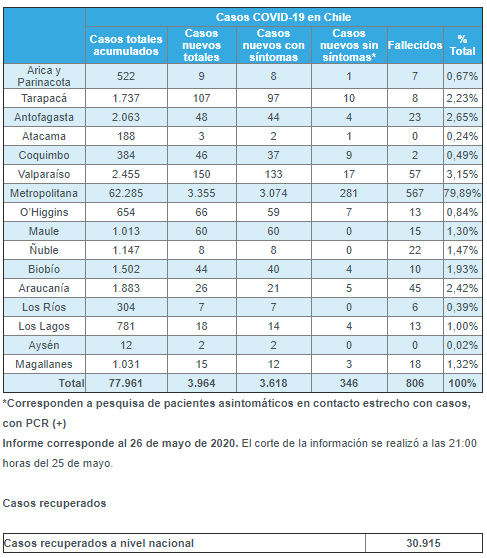 Casos COVID-19 en Chile
Casos totales acumulados Casos nuevos totales Casos nuevos con síntomas Casos nuevos sin síntomas* Fallecidos % Total
Arica y Parinacota 522 9 8 1 7 0,67%
Tarapacá 1.737 107 97 10 8 2,23%
Antofagasta 2.063 48 44 4 23 2,65%
Atacama 188 3 2 1 0 0,24%
Coquimbo 384 46 37 9 2 0,49%
Valparaíso 2.455 150 133 17 57 3,15%
Metropolitana 62.285 3.355 3.074 281 567 79,89%
O'Higgins 654 66 59 7 13 0,84%
Maule 1.013 60 60 0 15 1,30%
Ñuble 1.147 8 8 0 22 1,47%
Biobío 1.502 44 40 4 10 1,93%
Araucanía 1.883 26 21 5 45 2,42%
Los Ríos 304 7 7 0 6 0,39%
Los Lagos 781 18 14 4 13 1,00%
Aysén 12 2 2 0 0 0,02%
Magallanes 1.031 15 12 3 18 1,32%
Total 77.961 3.964 3.618 346 806 100%
*Corresponden a pesquisa de pacientes asintomáticos en contacto estrecho con casos,
con PCR (+)
Informe corresponde al 26 de mayo de 2020. El corte de la información se realizó a las 21:00
horas del 25 de mayo.
Casos recuperados
Casos recuperados a nivel nacional 30.915